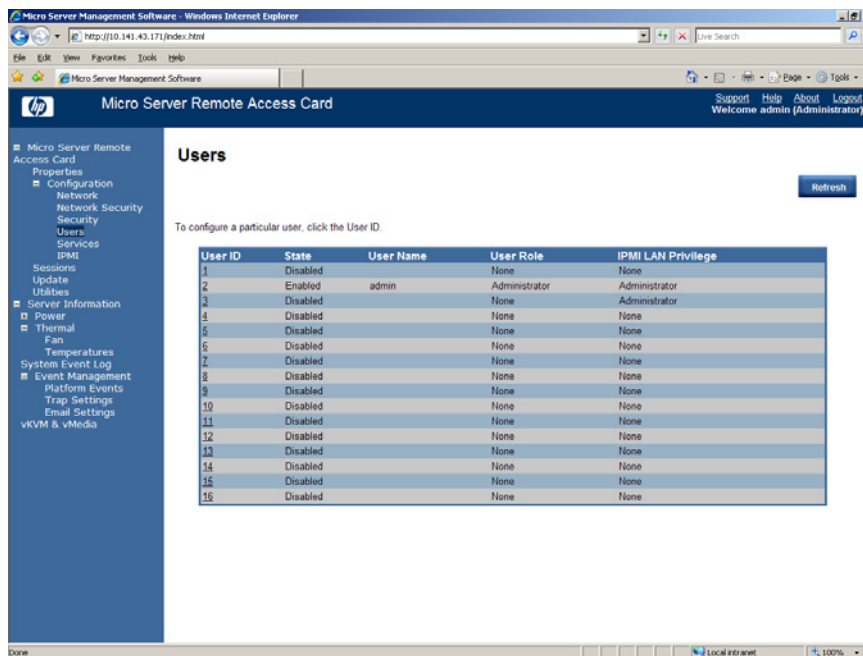 Micro Server Management Software - Windows Internet Explorer
http://10.141.43.171/index.html
Live Search
File Edit View Favorites Tools Help
Micro Server Management Software
Page Tools
hp Micro Server Remote Access Card
Support Help About Logout
Welcome admin (Administrator)
Micro Server Remote
Access Card
Properties
Configuration
Network
Network Security
Security
Users
Services
IPMI
Sessions
Update
Utilities
Server Information
Power
Thermal
Fan
Temperatures
System Event Log
Event Management
Platform Events
Trap Settings
Email Settings
vKVM & vMedia
Users
Refresh
To configure a particular user, click the User ID.
User ID State User Name User Role IPMI LAN Privilege
1 Disabled None None
2 Enabled admin Administrator Administrator
3 Disabled None Administrator
4 Disabled None None
5 Disabled None None
6 Disabled None None
7 Disabled None None
8 Disabled None None
9 Disabled None None
10 Disabled None None
11 Disabled None None
12 Disabled None None
13 Disabled None None
14 Disabled None None
15 Disabled None None
16 Disabled None None
Done
Local intranet
100%